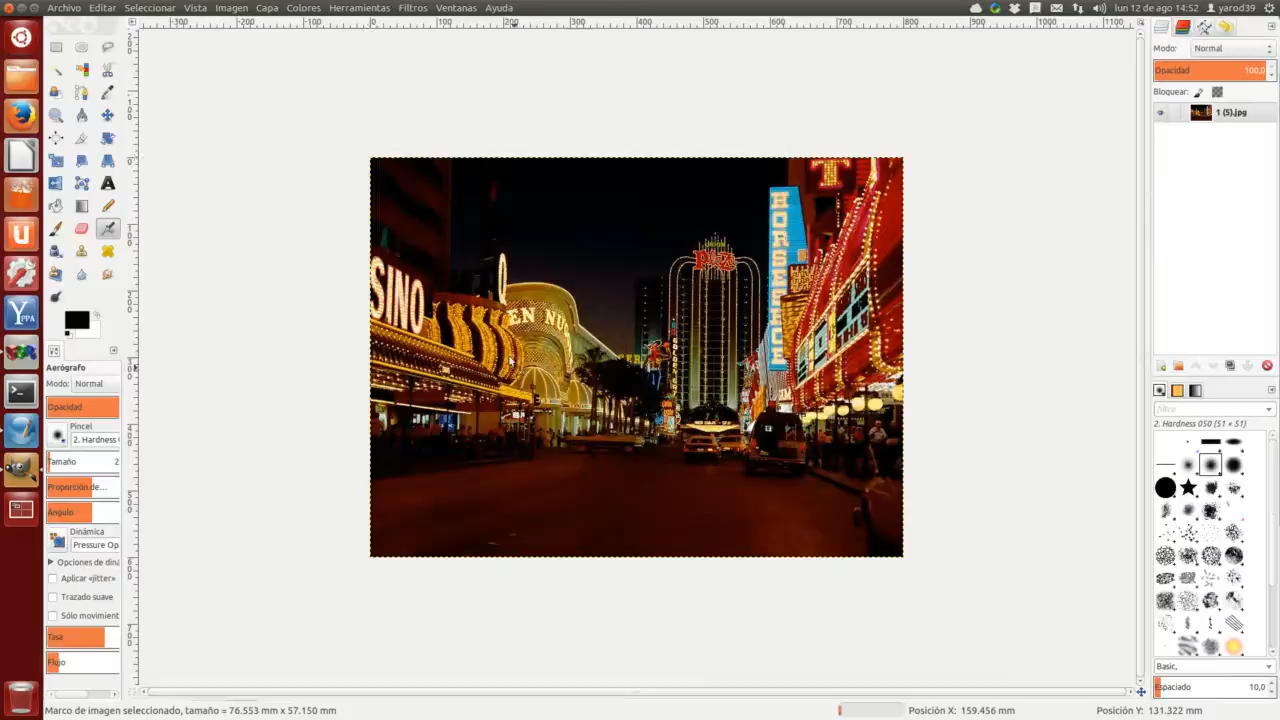 Archivo Editar Seleccionar Vista Imagen Capa Colores Herramientas Filtros Ventanas Ayuda
lun 12 de ago 14:52 yarod39
Modo: Normal
Opacidad 100,0
Bloquear:
1 (5).jpg
T
HORSESHOE
Union
Plaza
SINO
EN NU
Aerógrafo
Modo: Normal
Opacidad
Pincel
2. Hardness
Tamaño 2
Proporción de...
Ángulo
Dinámica
Pressure Op
Opciones de diná
Aplicar «jitter»
Trazado suave
Sólo movimient
Tasa
Flujo
filtro
2. Hardness 050 (51 × 51)
Basic,
Espaciado 10,0
Marco de imagen seleccionado, tamaño = 76.553 mm x 57.150 mm
Posición X: 159.456 mm
Posición Y: 131.322 mm